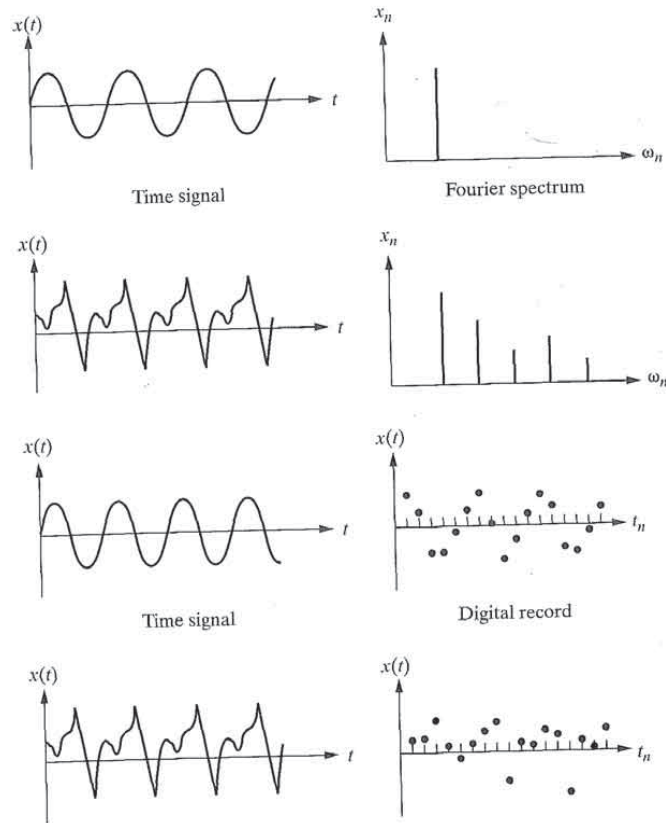 x(t)
t
Time signal
x_n
ω_n
Fourier spectrum
x(t)
t
x_n
ω_n
x(t)
t
Time signal
x(t)
t_n
Digital record
x(t)
t
x(t)
t_n